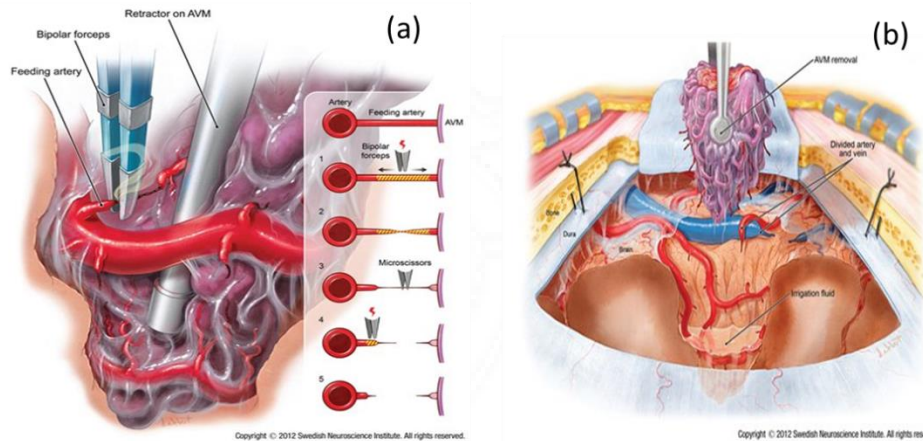 Retractor on AVM
(a)
Bipolar forceps
Feeding artery
Artery
Feeding artery
AVM
1
Bipolar
forceps
2
3
Microscissors
4
5
Copyright © 2012 Swedish Neuroscience Institute. All rights reserved.
(b)
AVM removal
Divided artery
and vein
Bone
Dura
Brain
Irrigation fluid
Copyright © 2012 Swedish Neuroscience Institute. All rights rese